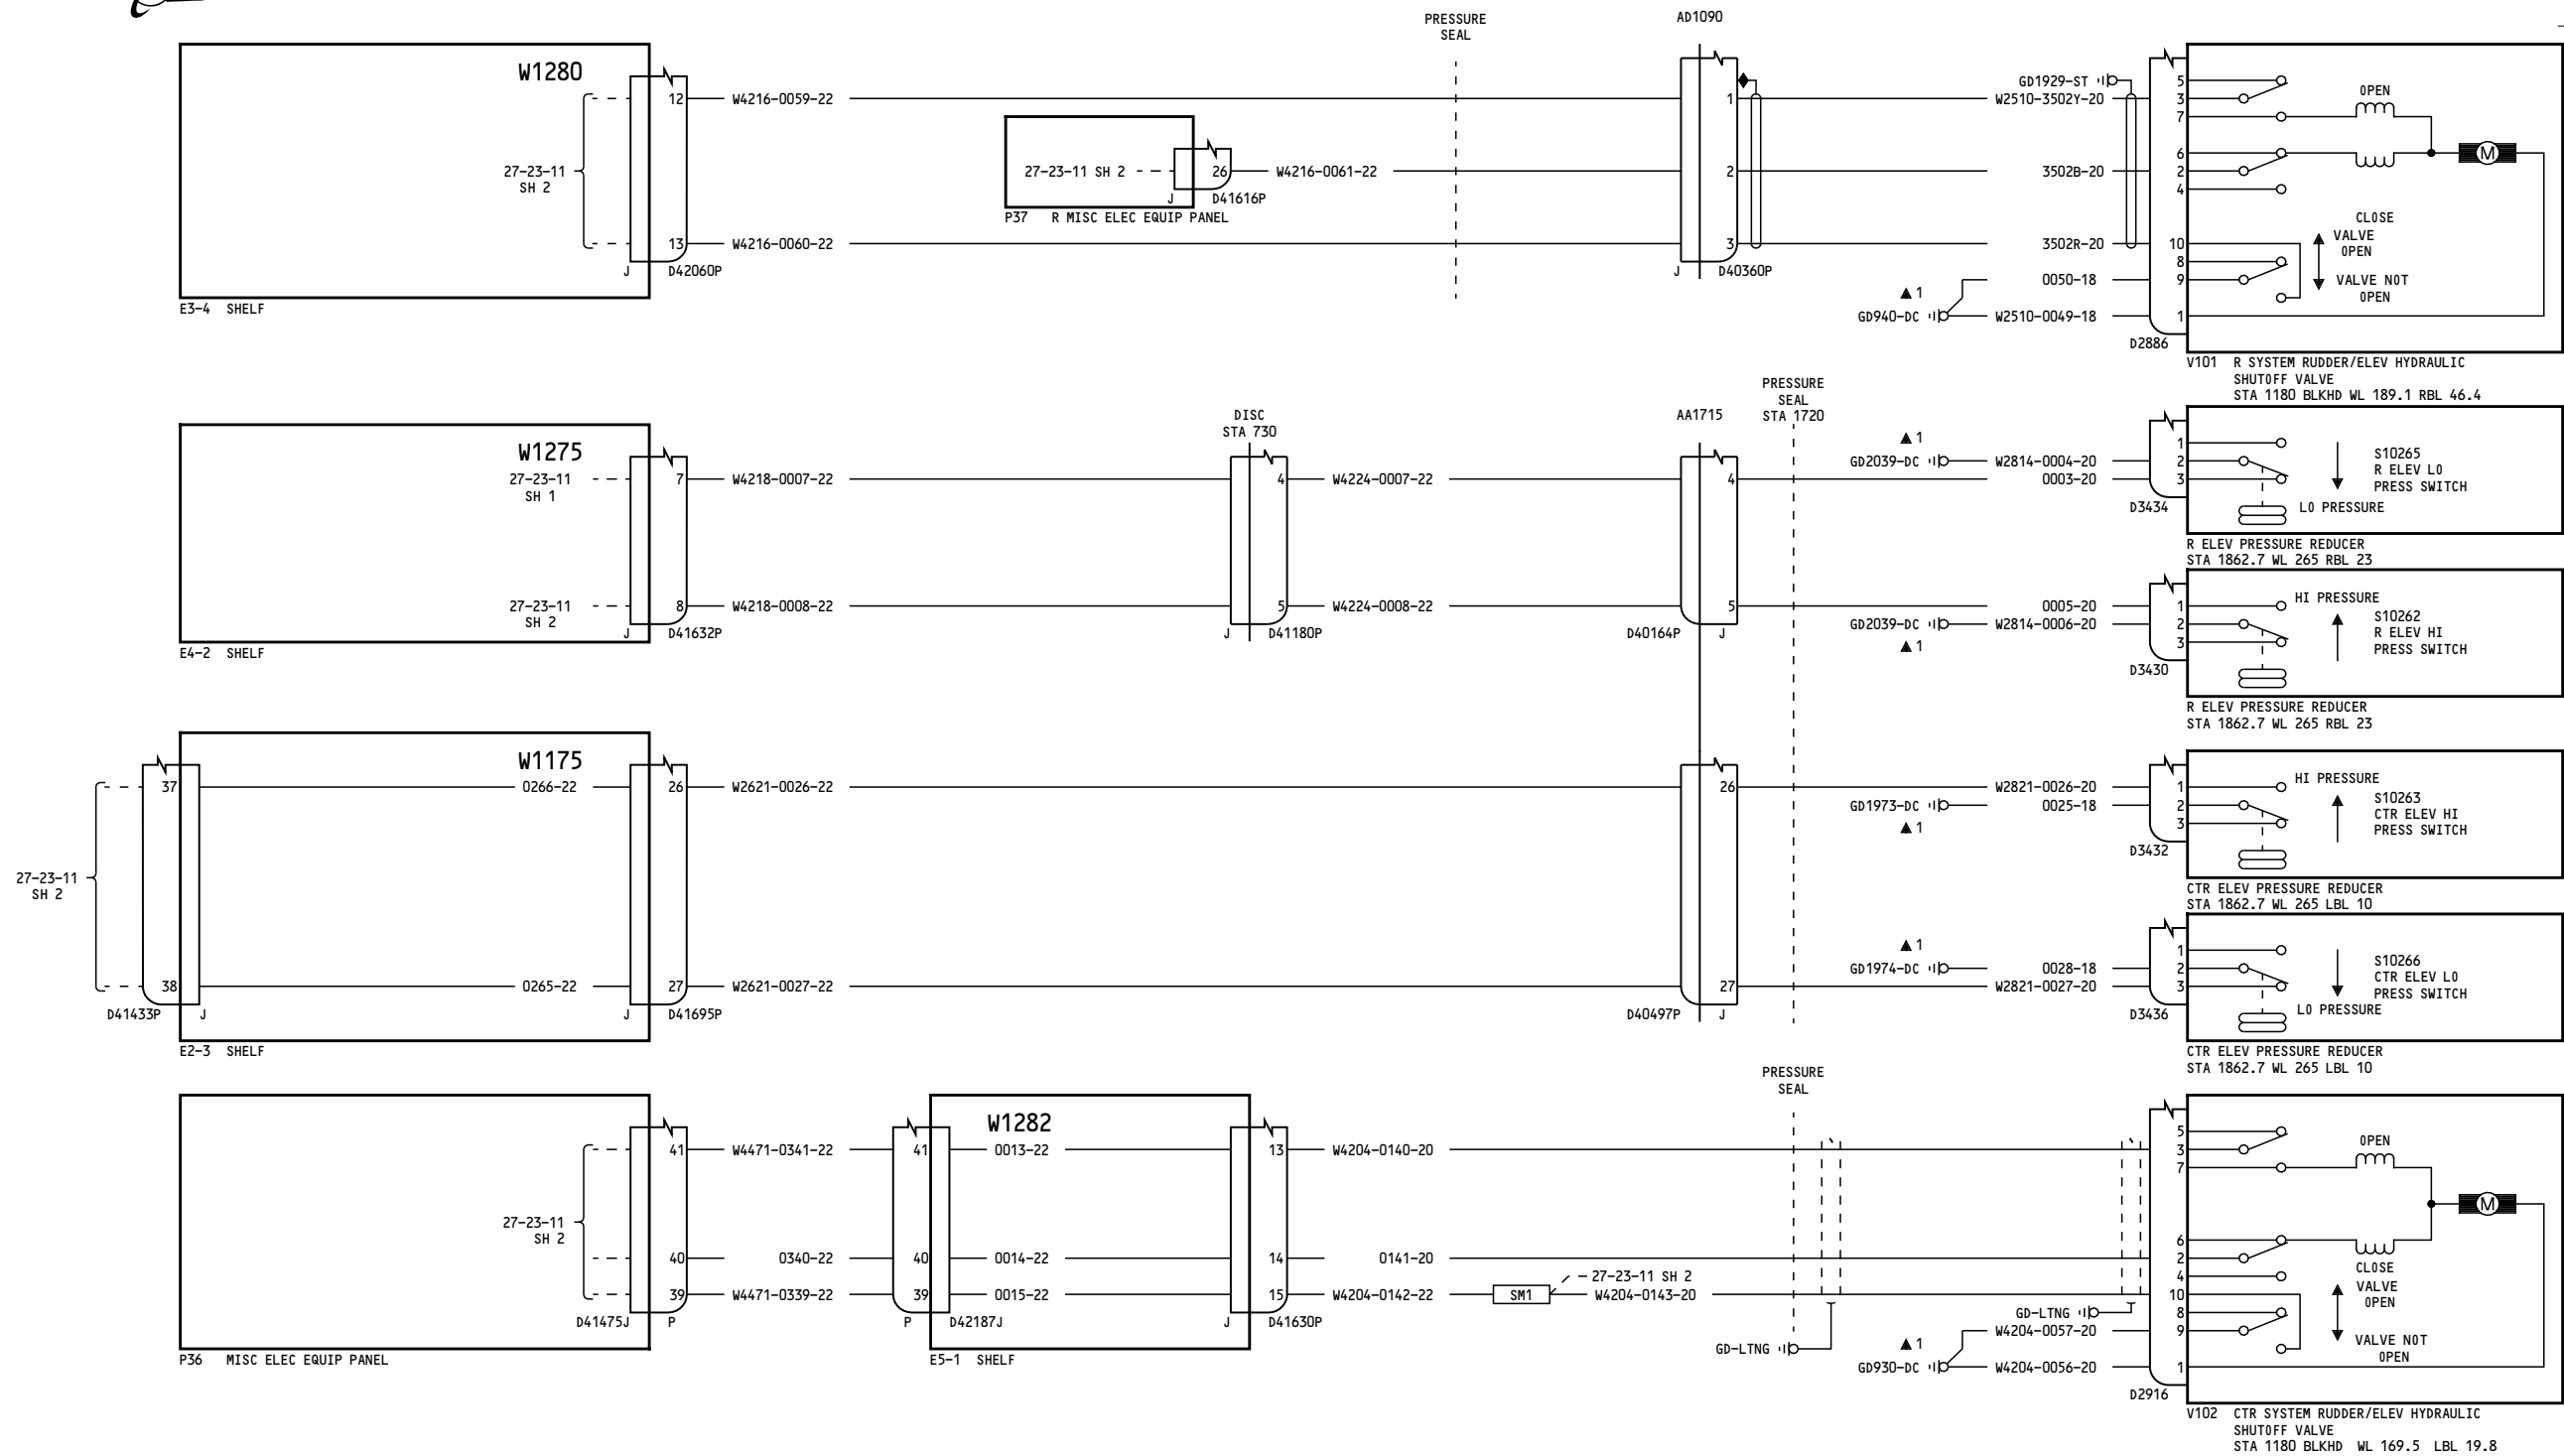 PRESSURE
SEAL
AD1090
W1280
27-23-11
SH 2
12
W4216-0059-22
13
W4216-0060-22
J
D42060P
E3-4 SHELF
27-23-11 SH 2
26
W4216-0061-22
J
D41616P
P37 R MISC ELEC EQUIP PANEL
1
2
3
J
D40360P
GD1929-ST
W2510-3502Y-20
3502B-20
3502R-20
0050-18
1
GD940-DC
W2510-0049-18
5
3
7
6
2
4
10
8
9
1
D2886
OPEN
M
CLOSE
VALVE
OPEN
VALVE NOT
OPEN
V101 R SYSTEM RUDDER/ELEV HYDRAULIC
SHUTOFF VALVE
STA 1180 BLKHD WL 189.1 RBL 46.4
W1275
27-23-11
SH 1
7
W4218-0007-22
27-23-11
SH 2
8
W4218-0008-22
J
D41632P
E4-2 SHELF
DISC
STA 730
4
W4224-0007-22
5
W4224-0008-22
J
D41180P
AA1715
4
5
D40164P
J
PRESSURE
SEAL
STA 1720
1
GD2039-DC
W2814-0004-20
0003-20
1
2
3
D3434
S10265
R ELEV LO
PRESS SWITCH
LO PRESSURE
R ELEV PRESSURE REDUCER
STA 1862.7 WL 265 RBL 23
0005-20
GD2039-DC
W2814-0006-20
1
1
2
3
D3430
HI PRESSURE
S10262
R ELEV HI
PRESS SWITCH
R ELEV PRESSURE REDUCER
STA 1862.7 WL 265 RBL 23
W1175
27-23-11
SH 2
37
0266-22
26
W2621-0026-22
38
0265-22
27
W2621-0027-22
D41433P
J
J
D41695P
E2-3 SHELF
26
27
D40497P
J
W2821-0026-20
GD1973-DC
0025-18
1
1
2
3
D3432
HI PRESSURE
S10263
CTR ELEV HI
PRESS SWITCH
CTR ELEV PRESSURE REDUCER
STA 1862.7 WL 265 LBL 10
1
GD1974-DC
0028-18
W2821-0027-20
1
2
3
D3436
S10266
CTR ELEV LO
PRESS SWITCH
LO PRESSURE
CTR ELEV PRESSURE REDUCER
STA 1862.7 WL 265 LBL 10
27-23-11
SH 2
41
W4471-0341-22
40
0340-22
39
W4471-0339-22
D41475J
P
P36 MISC ELEC EQUIP PANEL
W1282
41
0013-22
13
W4204-0140-20
40
0014-22
14
0141-20
39
0015-22
15
W4204-0142-22
P
D42187J
J
D41630P
E5-1 SHELF
PRESSURE
SEAL
SM1
27-23-11 SH 2
W4204-0143-20
GD-LTNG
GD-LTNG
W4204-0057-20
1
GD930-DC
W4204-0056-20
5
3
7
6
2
4
10
8
9
1
D2916
OPEN
M
CLOSE
VALVE
OPEN
VALVE NOT
OPEN
V102 CTR SYSTEM RUDDER/ELEV HYDRAULIC
SHUTOFF VALVE
STA 1180 BLKHD WL 169.5 LBL 19.8